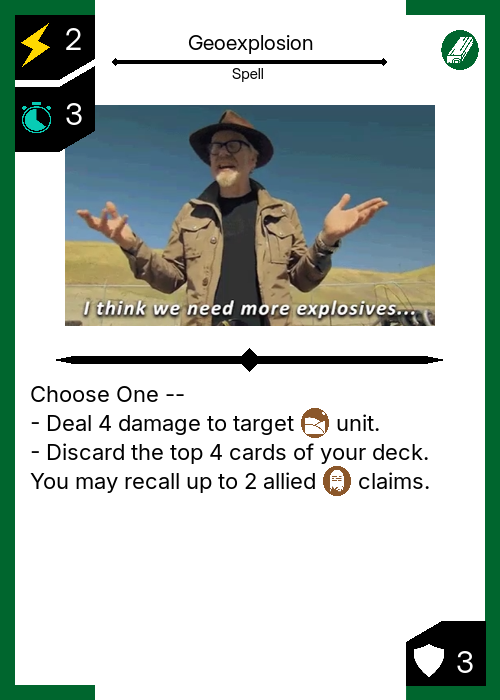 2
Geoexplosion
Spell
3
I think we need more explosives...
Choose One --
- Deal 4 damage to target unit.
- Discard the top 4 cards of your deck.
You may recall up to 2 allied claims.
3